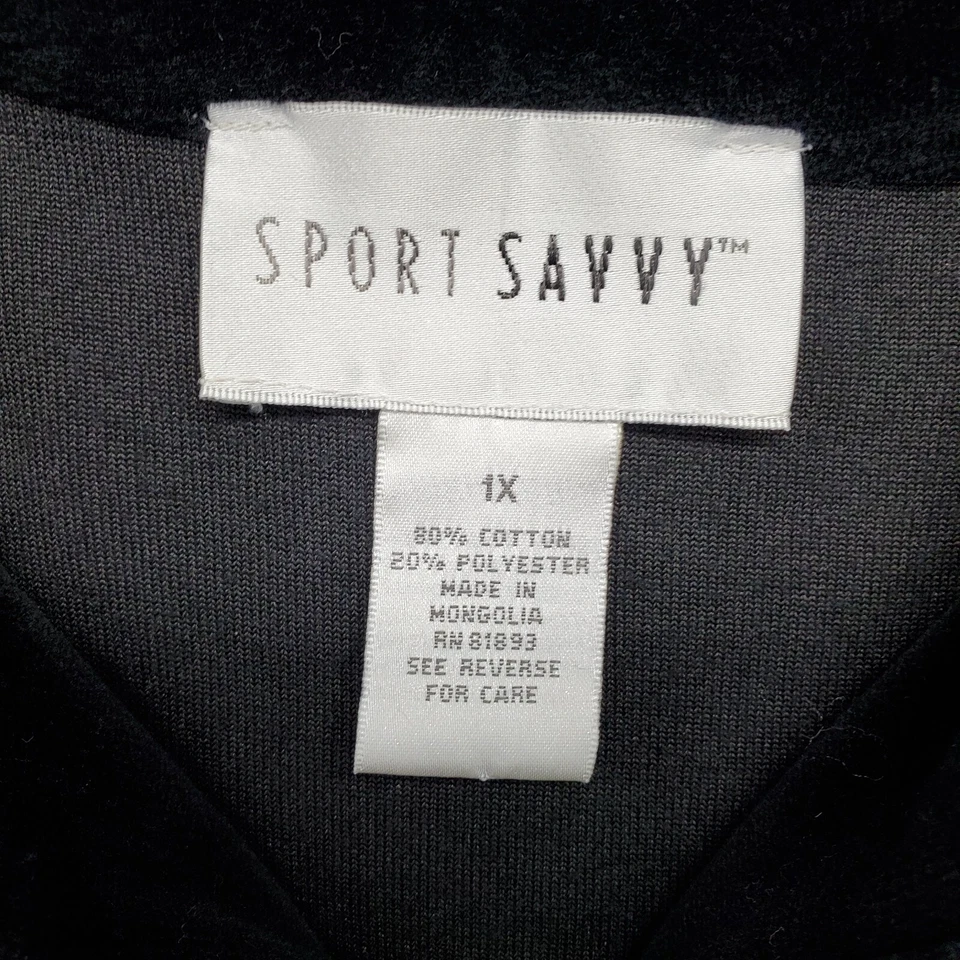 SPORT SAVVY™
1X
80% COTTON
20% POLYESTER
MADE IN
MONGOLIA
RN 81893
SEE REVERSE
FOR CARE